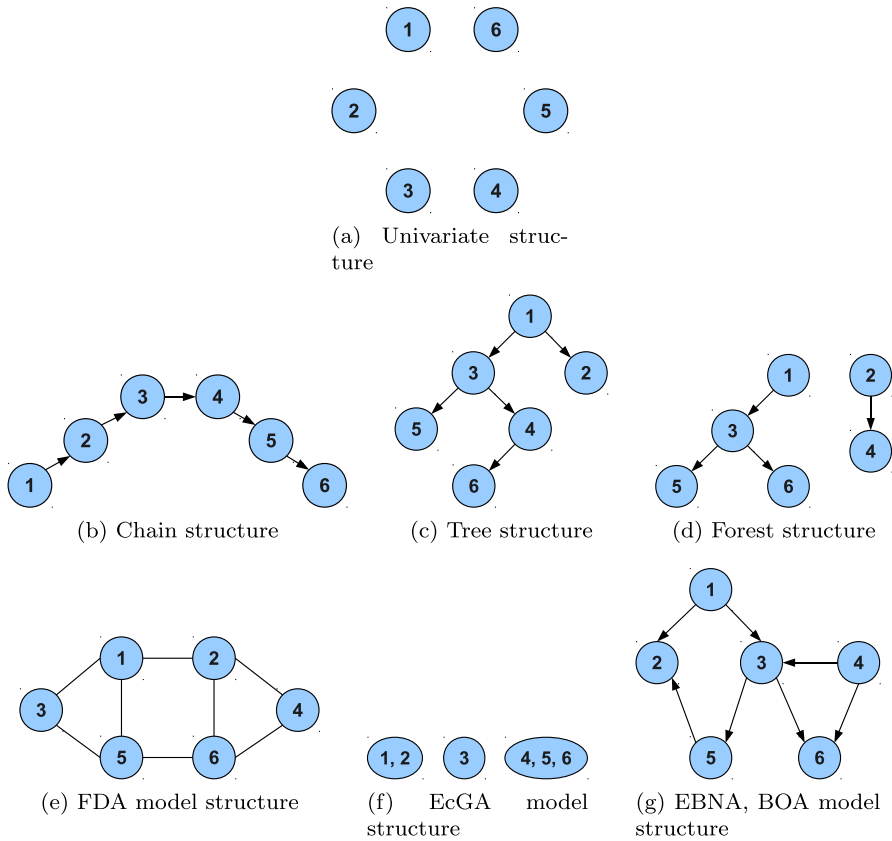 1 6
2 5
3 4
(a) Univariate struc-
ture
1
3 2
5 4
6
3 4
2 5
1 6
1 2
3 4
5 6
(b) Chain structure
(c) Tree structure
(d) Forest structure
1 2
3 4
5 6
1, 2 3 4, 5, 6
1
2 3 4
5 6
(e) FDA model structure
(f) EcGA model
structure
(g) EBNA, BOA model
structure